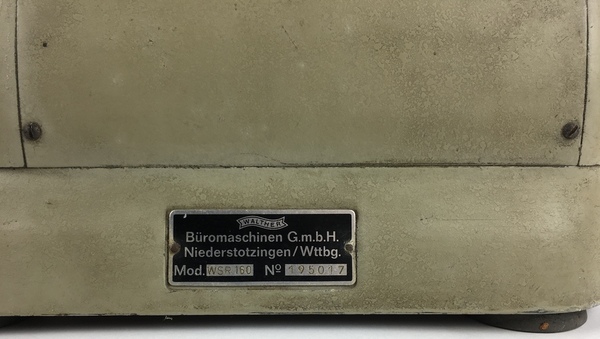 WALTHER
Büromaschinen G.m.b.H.
Niederstotzingen/Wttbg.
Mod. WSR 160 Nº 195017